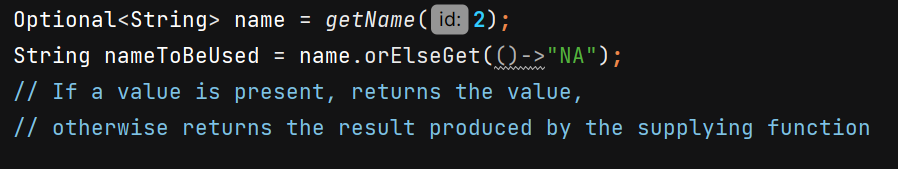 Optional<String> name = getName( id: 2);
String nameToBeUsed = name.orElseGet(()->"NA");
// If a value is present, returns the value,
// otherwise returns the result produced by the supplying function